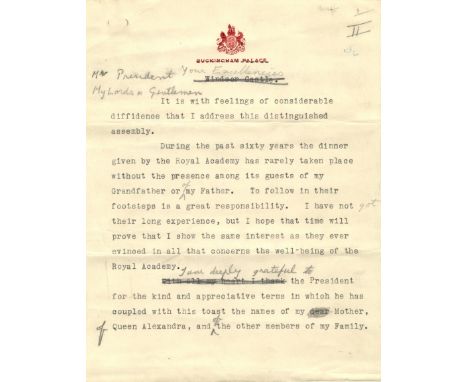 I
II
BUCKINGHAM PALACE
Mr President Your Excellencies
Windsor Castle.
My Lords & Gentlemen
It is with feelings of considerable
diffidence that I address this distinguished
assembly.
During the past sixty years the dinner
given by the Royal Academy has rarely taken place
without the presence among its guests of my
Grandfather or of my Father. To follow in their
footsteps is a great responsibility. I have not got
their long experience, but I hope that time will
prove that I show the same interest as they ever
evinced in all that concerns the well-being of the
Royal Academy.
I am deeply grateful to
With all my heart I thank the President
for the kind and appreciative terms in which he has
coupled with this toast the names of my dear Mother,
of Queen Alexandra, and of the other members of my Family.